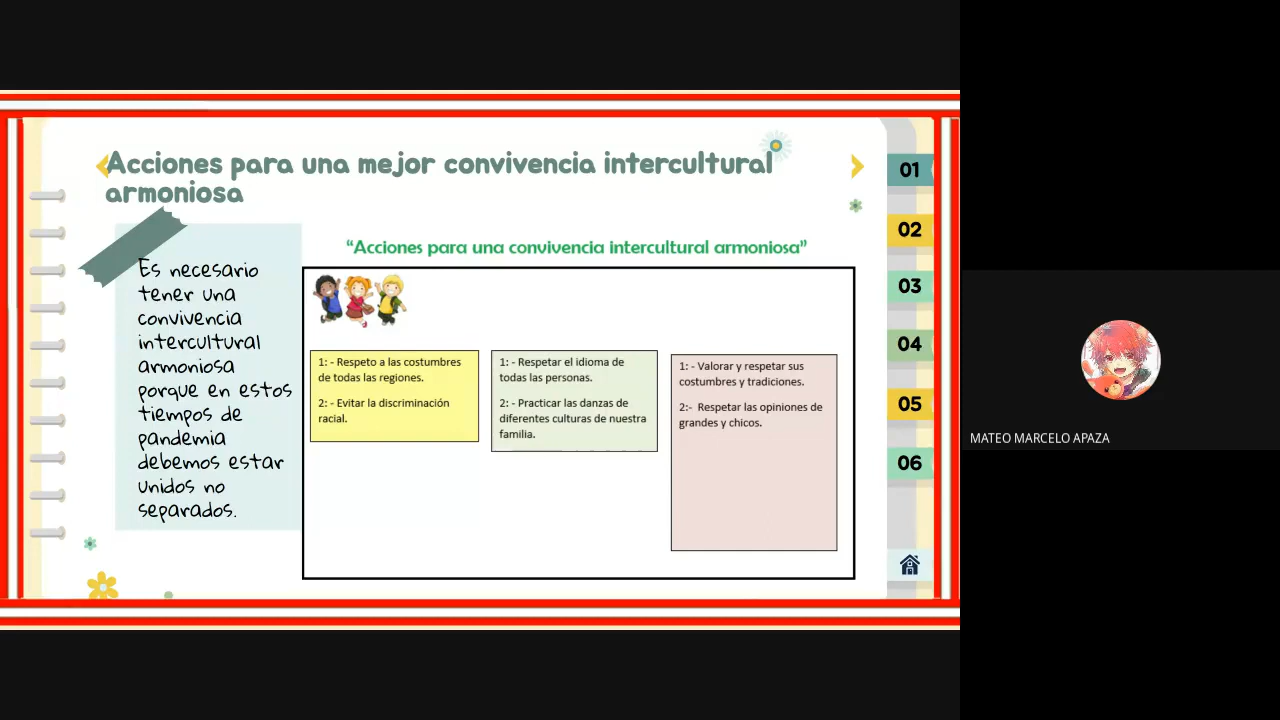 Acciones para una mejor convivencia intercultural
armoniosa
Es necesario
tener una
convivencia
intercultural
armoniosa
porque en estos
tiempos de
pandemia
debemos estar
unidos no
separados.
“Acciones para una convivencia intercultural armoniosa”
1: - Respeto a las costumbres
de todas las regiones.
2: - Evitar la discriminación
racial.
1: - Respetar el idioma de
todas las personas.
2: - Practicar las danzas de
diferentes culturas de nuestra
familia.
1: - Valorar y respetar sus
costumbres y tradiciones.
2:- Respetar las opiniones de
grandes y chicos.
01
02
03
04
05
06
MATEO MARCELO APAZA